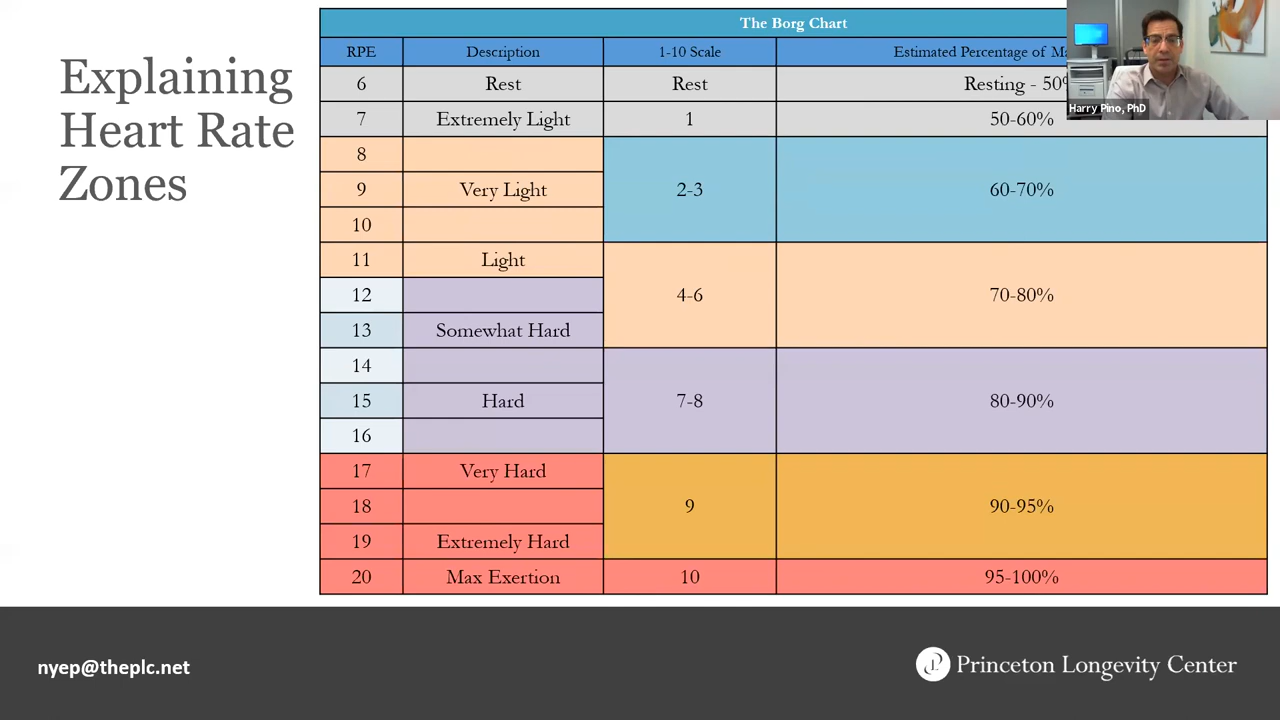 Explaining
Heart Rate
Zones
The Borg Chart
RPE Description 1-10 Scale Estimated Percentage of
6 Rest Rest Resting - 50%
7 Extremely Light 1 50-60%
8
9 Very Light 2-3 60-70%
10
11 Light
12 4-6 70-80%
13 Somewhat Hard
14
15 Hard 7-8 80-90%
16
17 Very Hard
18 9 90-95%
19 Extremely Hard
20 Max Exertion 10 95-100%
Harry Pino, PhD
nyep@theplc.net
Princeton Longevity Center